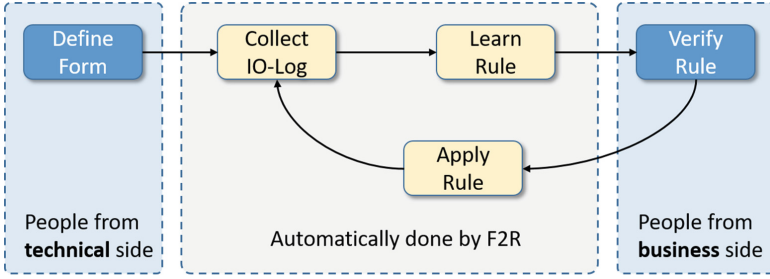 Define
Form
Collect
IO-Log
Learn
Rule
Verify
Rule
Apply
Rule
People from
technical side
Automatically done by F2R
People from
business side